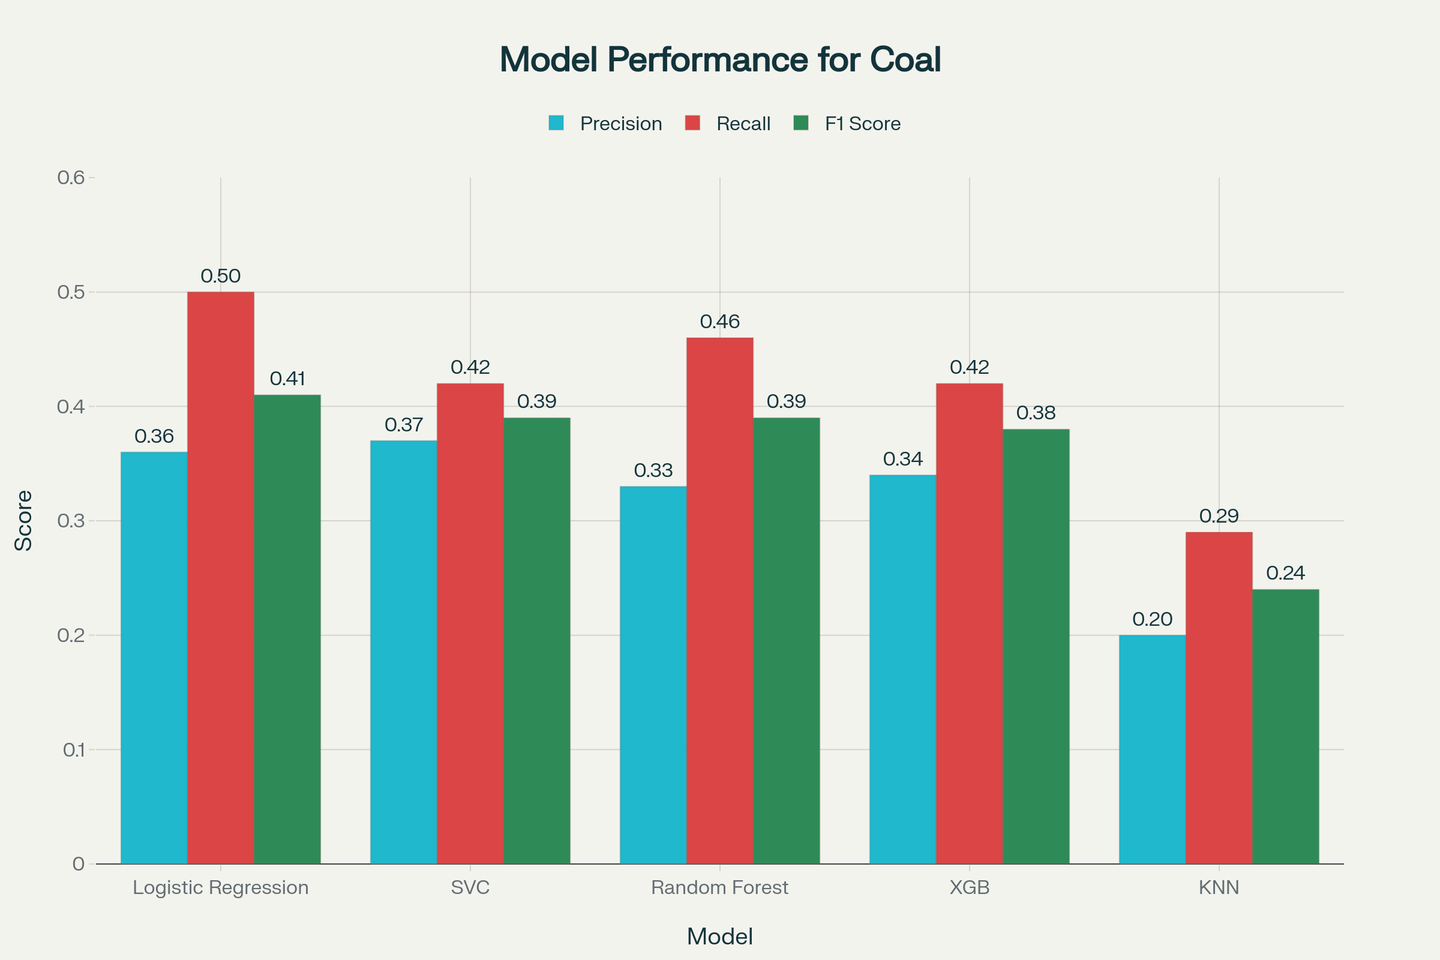 Model Performance for Coal
Precision Recall F1 Score
0.6
0.5
0.4
0.3
0.2
0.1
0
Score
0.36 0.50 0.41
0.37 0.42 0.39
0.33 0.46 0.39
0.34 0.42 0.38
0.20 0.29 0.24
Logistic Regression SVC Random Forest XGB KNN
Model